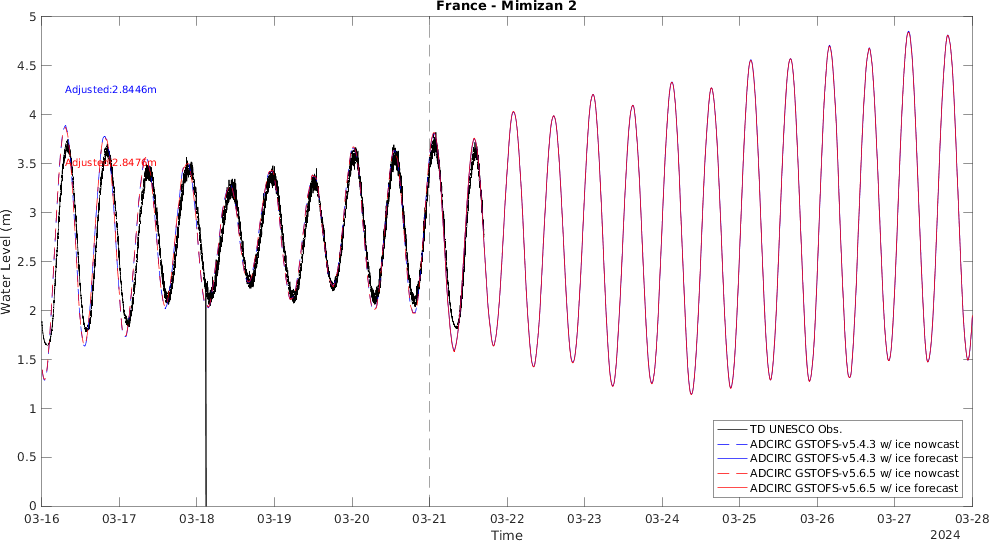 France - Mimizan 2
5
4.5
4
3.5
3
2.5
2
1.5
1
0.5
0
Water Level (m)
Adjusted:2.8446m
Adjusted:2.8476m
TD UNESCO Obs.
ADCIRC GSTOFS-v5.4.3 w/ ice nowcast
ADCIRC GSTOFS-v5.4.3 w/ ice forecast
ADCIRC GSTOFS-v5.6.5 w/ ice nowcast
ADCIRC GSTOFS-v5.6.5 w/ ice forecast
03-16 03-17 03-18 03-19 03-20 03-21 03-22 03-23 03-24 03-25 03-26 03-27 03-28
Time
2024